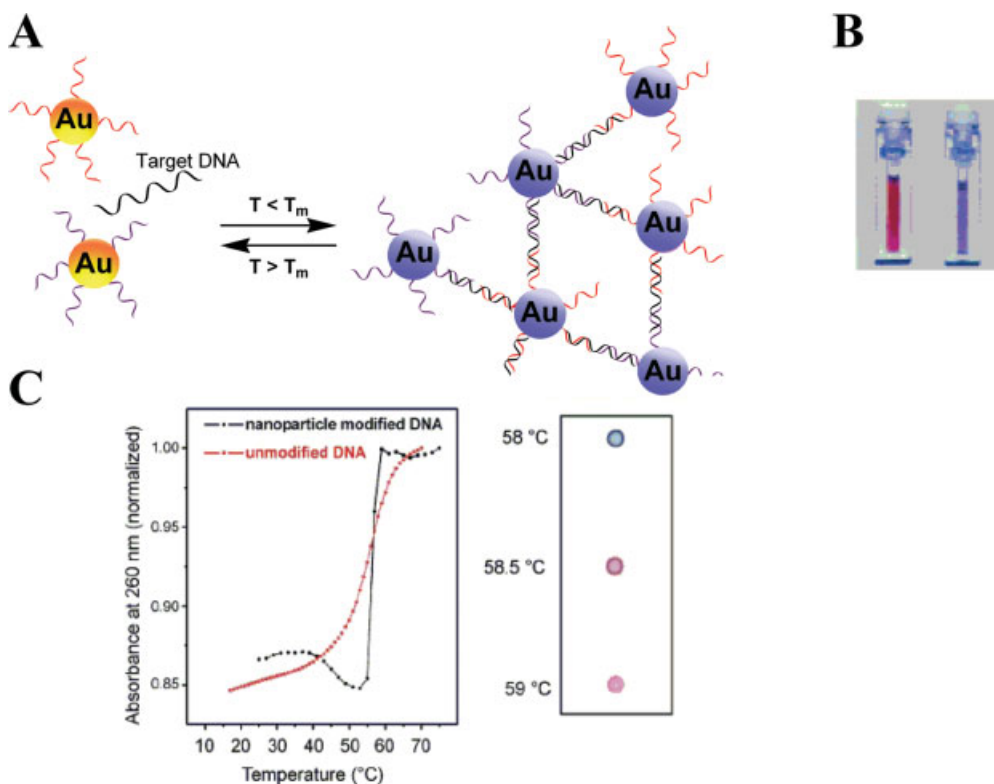 A
B
Au
Target DNA
Au
T < Tm
T > Tm
Au
Au
Au
Au
Au
Au
C
nanoparticle modified DNA
unmodified DNA
Absorbance at 260 nm (normalized)
1.00
0.95
0.90
0.85
10 20 30 40 50 60 70
Temperature (°C)
58 °C
58.5 °C
59 °C